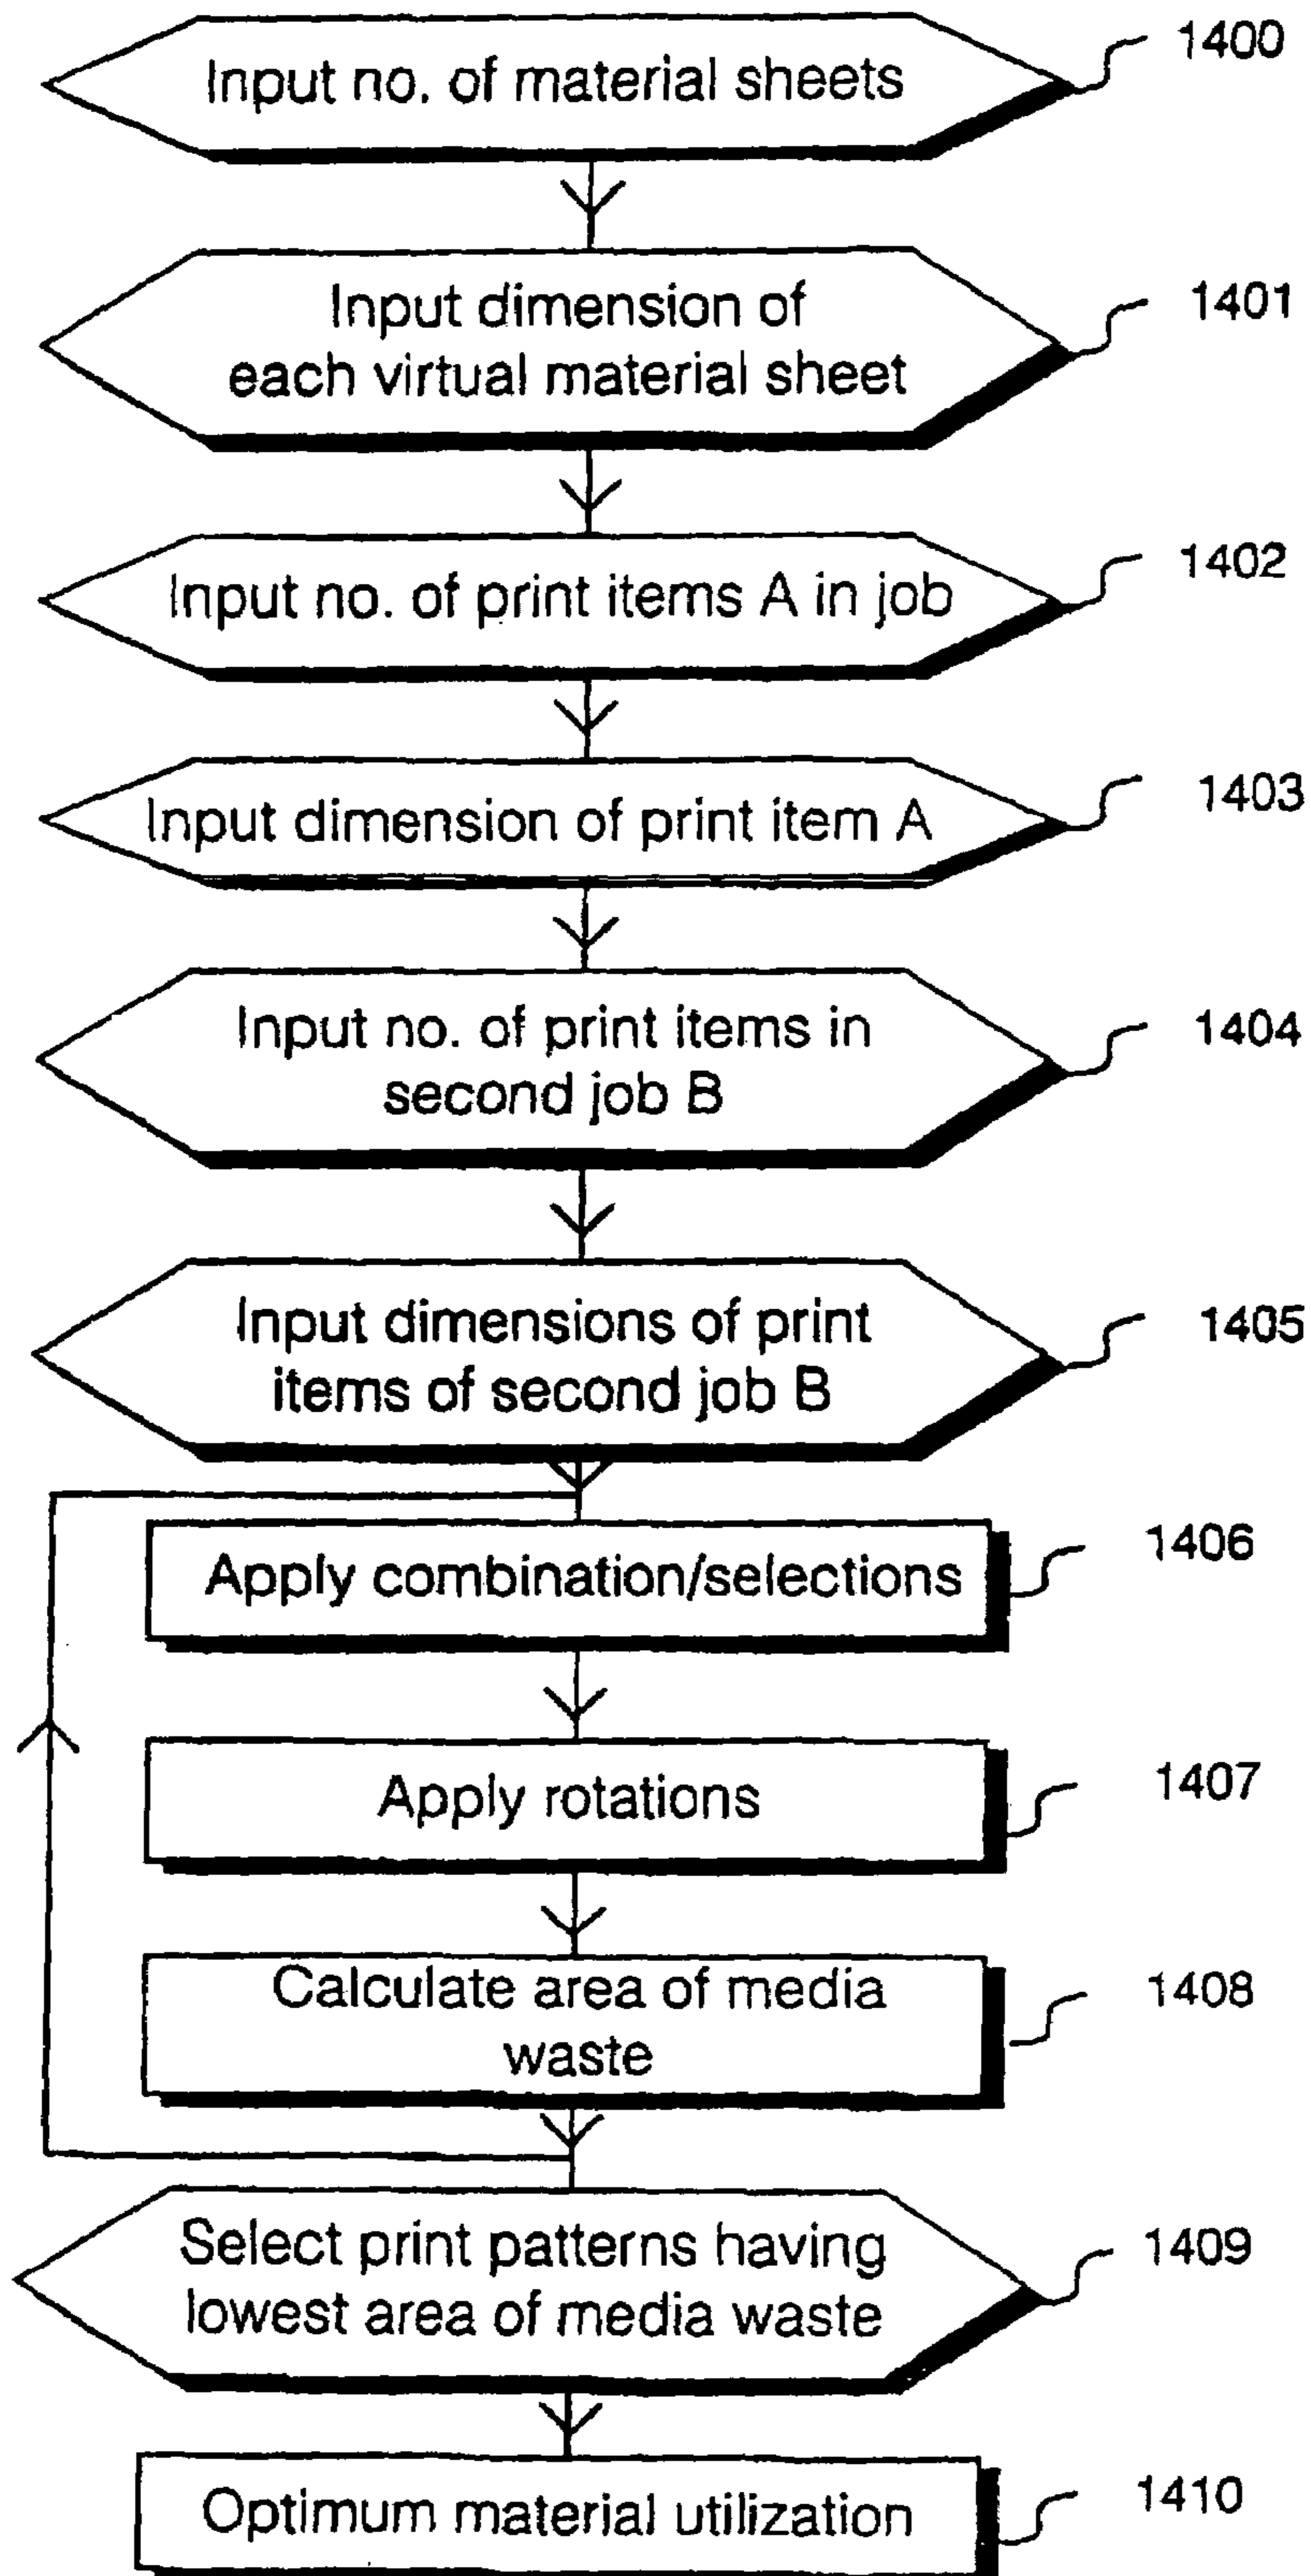 Input no. of material sheets
1400
Input dimension of
each virtual material sheet
1401
Input no. of print items A in job
1402
Input dimension of print item A
1403
Input no. of print items in
second job B
1404
Input dimensions of print
items of second job B
1405
Apply combination/selections
1406
Apply rotations
1407
Calculate area of media
waste
1408
Select print patterns having
lowest area of media waste
1409
Optimum material utilization
1410